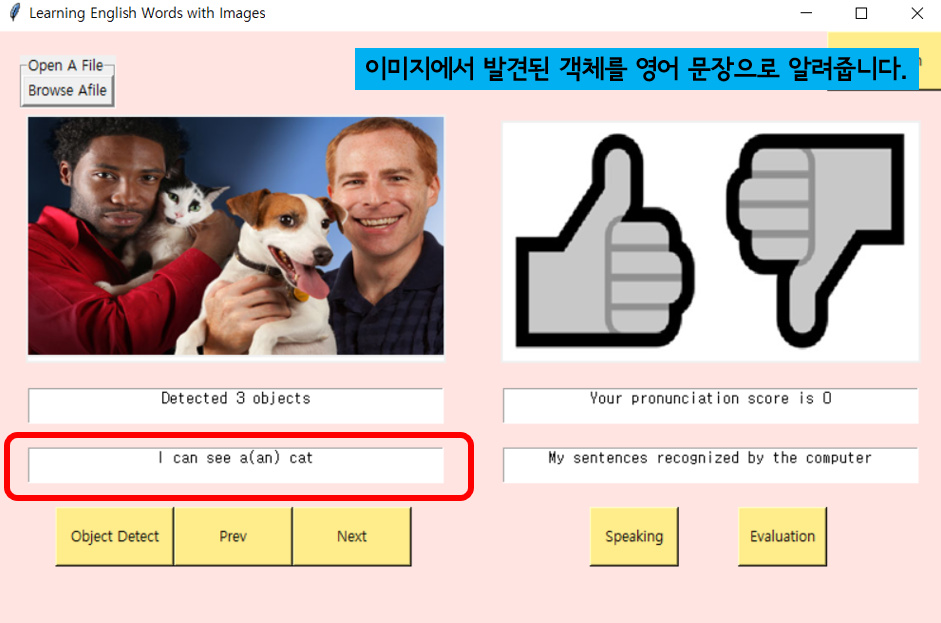 Learning English Words with Images
Open A File
Browse Afile
이미지에서 발견된 객체를 영어 문장으로 알려줍니다.
Detected 3 objects
Your pronunciation score is 0
I can see a(an) cat
My sentences recognized by the computer
Object Detect
Prev
Next
Speaking
Evaluation